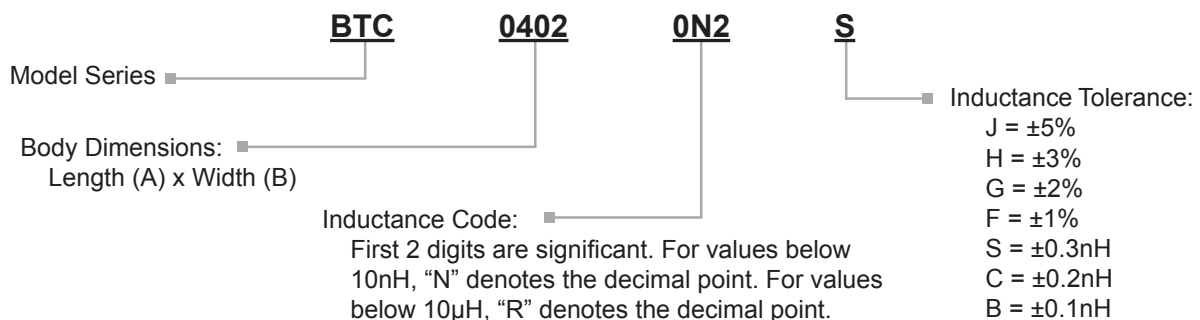 BTC 0402 0N2 S
Model Series
Body Dimensions:
Length (A) x Width (B)
Inductance Code:
First 2 digits are significant. For values below
10nH, “N” denotes the decimal point. For values
below 10µH, “R” denotes the decimal point.
Inductance Tolerance:
J = ±5%
H = ±3%
G = ±2%
F = ±1%
S = ±0.3nH
C = ±0.2nH
B = ±0.1nH